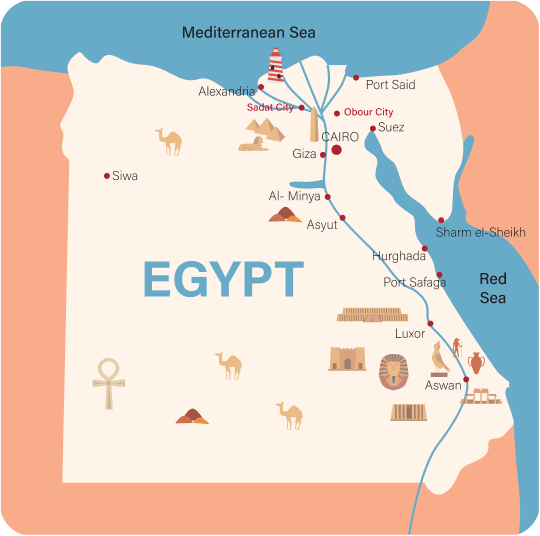 Mediterranean Sea
Alexandria
Port Said
Sadat City
Obour City
Suez
CAIRO
Giza
Siwa
Al- Minya
Asyut
Sharm el-Sheikh
Hurghada
EGYPT
Port Safaga
Red
Sea
Luxor
Aswan